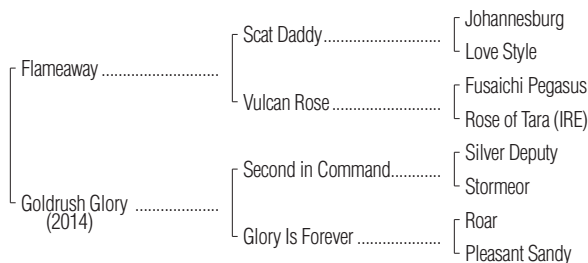 Johannesburg
Scat Daddy
Love Style
Flameaway
Fusaichi Pegasus
Vulcan Rose
Rose of Tara (IRE)
Silver Deputy
Second in Command
Stormeor
Goldrush Glory
(2014)
Roar
Glory Is Forever
Pleasant Sandy